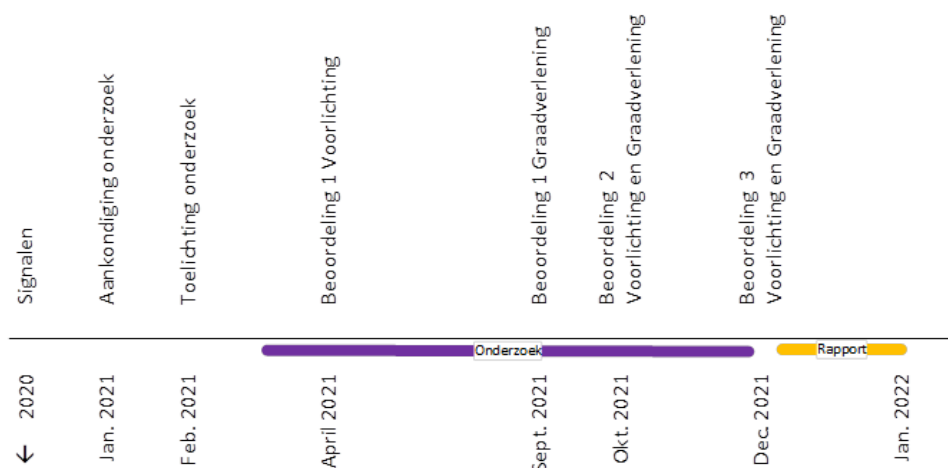 Signalen
Aankondiging onderzoek
Toelichting onderzoek
Beoordeling 1 Voorlichting
Beoordeling 1 Graadverlening
Beoordeling 2
Voorlichting en Graadverlening
Beoordeling 3
Voorlichting en Graadverlening
Onderzoek
Rapport
← 2020
Jan. 2021
Feb. 2021
April 2021
Sept. 2021
Okt. 2021
Dec. 2021
Jan. 2022